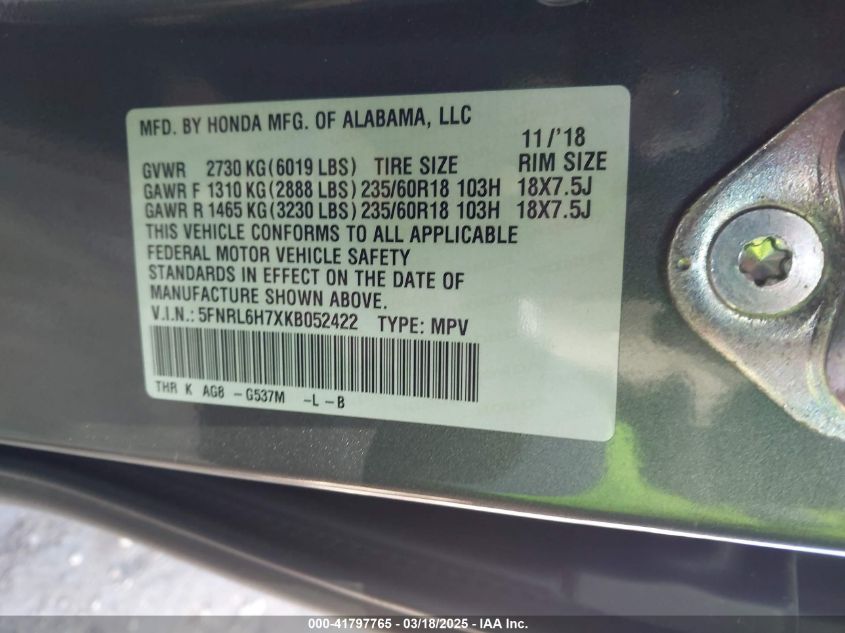 MFD. BY HONDA MFG. OF ALABAMA, LLC
11/'18
GVWR 2730 KG(6019 LBS) TIRE SIZE RIM SIZE
GAWR F 1310 KG(2888 LBS) 235/60R18 103H 18X7.5J
GAWR R 1465 KG(3230 LBS) 235/60R18 103H 18X7.5J
THIS VEHICLE CONFORMS TO ALL APPLICABLE
FEDERAL MOTOR VEHICLE SAFETY
STANDARDS IN EFFECT ON THE DATE OF
MANUFACTURE SHOWN ABOVE.
V.I.N.: 5FNRL6H7XKB052422 TYPE: MPV
THR K AG8 - G537M -L -B
000-41797765 - 03/18/2025 - IAA Inc.